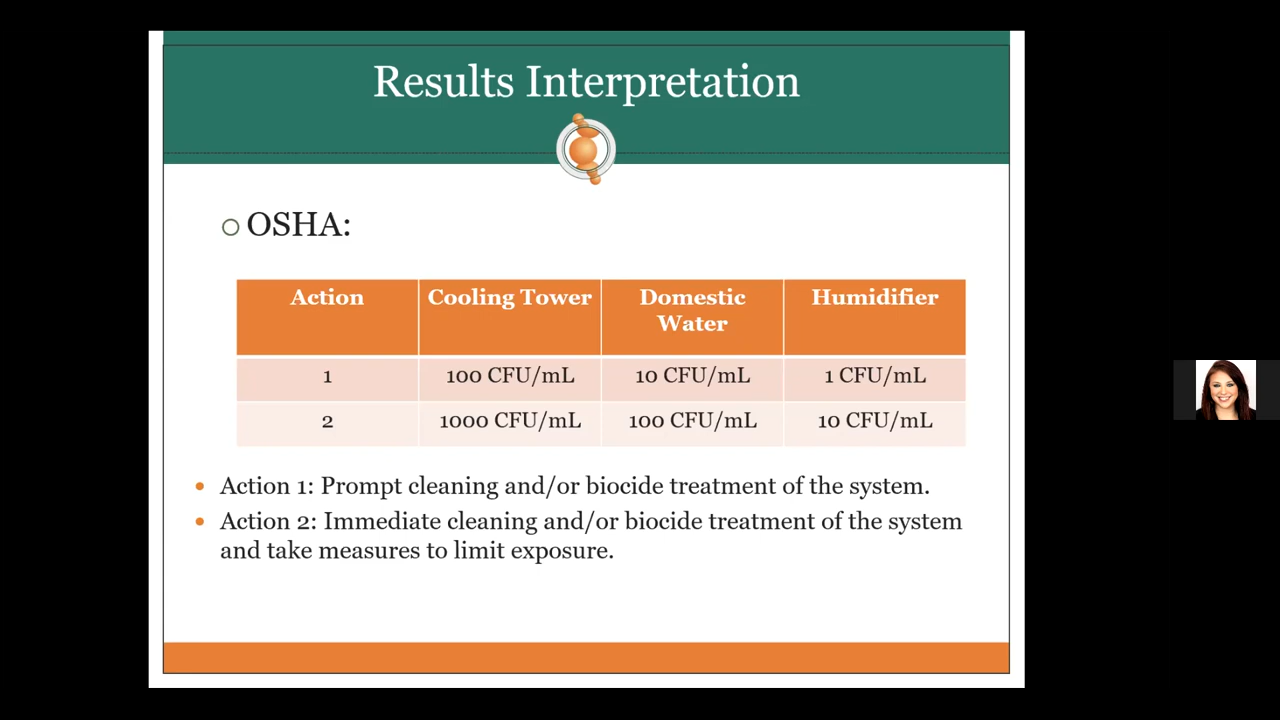 Results Interpretation
OSHA:
Action Cooling Tower Domestic Water Humidifier
1 100 CFU/mL 10 CFU/mL 1 CFU/mL
2 1000 CFU/mL 100 CFU/mL 10 CFU/mL
Action 1: Prompt cleaning and/or biocide treatment of the system.
Action 2: Immediate cleaning and/or biocide treatment of the system
and take measures to limit exposure.